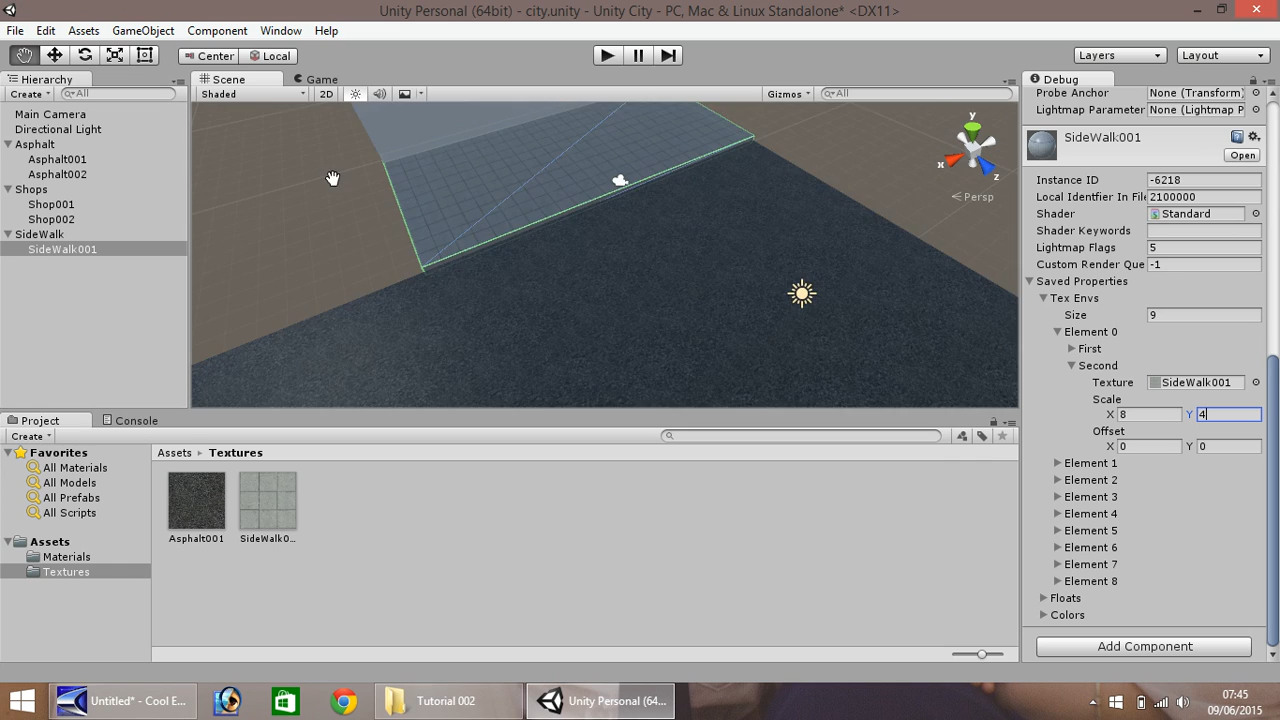 Unity Personal (64bit) - city.unity - Unity City - PC, Mac & Linux Standalone* <DX11>
File Edit Assets GameObject Component Window Help
Center Local Layers Layout
Hierarchy
Create All
Main Camera
Directional Light
Asphalt
Asphalt001
Asphalt002
Shops
Shop001
Shop002
SideWalk
SideWalk001
Scene Game
Shaded 2D Gizmos All
y
x
z
Persp
Debug
Probe Anchor None (Transform)
Lightmap Parameter None (Lightmap P
SideWalk001
Open
Instance ID -6218
Local Identfier In File 2100000
Shader Standard
Shader Keywords
Lightmap Flags 5
Custom Render Que -1
Saved Properties
Tex Envs
Size 9
Element 0
First
Second
Texture SideWalk001
Scale
X 8 Y 4
Offset
X 0 Y 0
Element 1
Element 2
Element 3
Element 4
Element 5
Element 6
Element 7
Element 8
Floats
Colors
Add Component
Project Console
Create
Favorites
All Materials
All Models
All Prefabs
All Scripts
Assets
Materials
Textures
Assets Textures
Asphalt001 SideWalk0...
Untitled* - Cool E...
Tutorial 002
Unity Personal (64...
07:45
09/06/2015